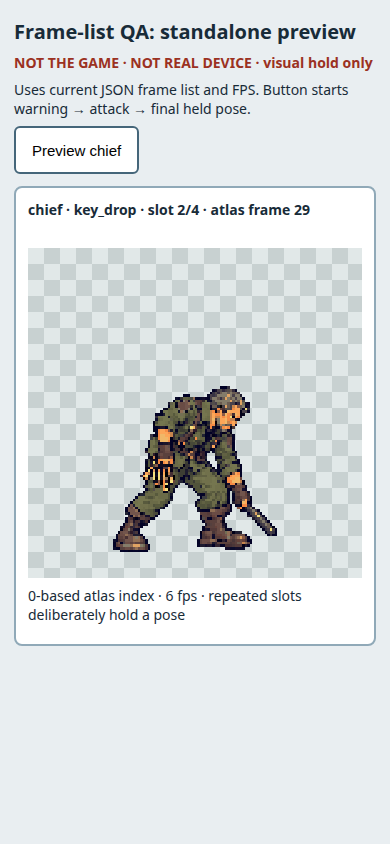 Frame-list QA: standalone preview
NOT THE GAME · NOT REAL DEVICE · visual hold only
Uses current JSON frame list and FPS. Button starts
warning → attack → final held pose.
Preview chief
chief · key_drop · slot 2/4 · atlas frame 29
0-based atlas index · 6 fps · repeated slots
deliberately hold a pose